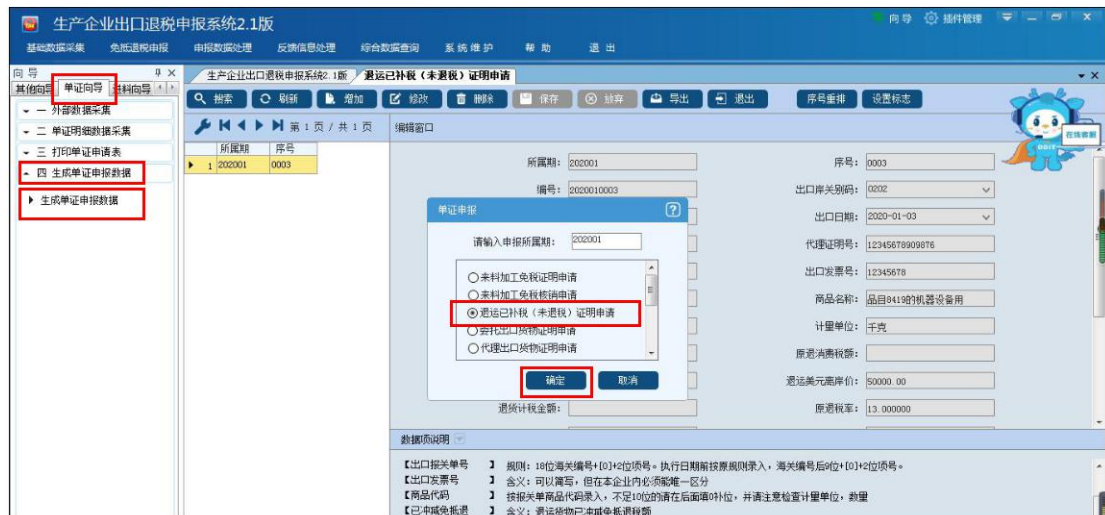 生产企业出口退税申报系统2.1版
向导 插件管理
基础数据采集 免抵退税申报 申报数据处理 反馈信息处理 综合数据查询 系统维护 帮助 退出
向导
生产企业出口退税申报系统2.1版 退运已补税（未退税）证明申请
其他向导 单证向导 进料向导
搜索 刷新 增加 修改 删除 保存 放弃 导出 退出 序号重排 设置标志
一 外部数据采集
二 单证明细数据采集
三 打印单证申请表
四 生成单证申报数据
生成单证申报数据
第 1 页 / 共 1 页
编辑窗口
在线客服
所属期 序号
1 202001 0003
所属期： 202001 序号： 0003
编号： 2020010003 出口岸关别码： 0202
出口日期： 2020-01-03
代理证明号： 12345678909876
出口发票号： 12345678
商品名称： 品目8419的机器设备用
计量单位： 千克
原退消费税额：
退运美元离岸价： 50000.00
退货计税金额： 原退税率： 13.000000
单证申报 ?
请输入申报所属期： 202001
来料加工免税证明申请
来料加工免税核销申请
退运已补税（未退税）证明申请
委托出口货物证明申请
代理出口货物证明申请
确定 取消
数据项说明
【出口报关单号 】 规则：18位海关编号+[0]+2位项号。执行日期前按原规则录入，海关编号后9位+[0]+2位项号。
【出口发票号 】 含义：可以简写，但在本企业内必须能唯一区分
【商品代码 】 按报关单商品代码录入，不足10位的请在后面填0补位，并请注意检查计量单位，数量
【已冲减免抵退 】 含义：退运货物已冲减免抵退税额